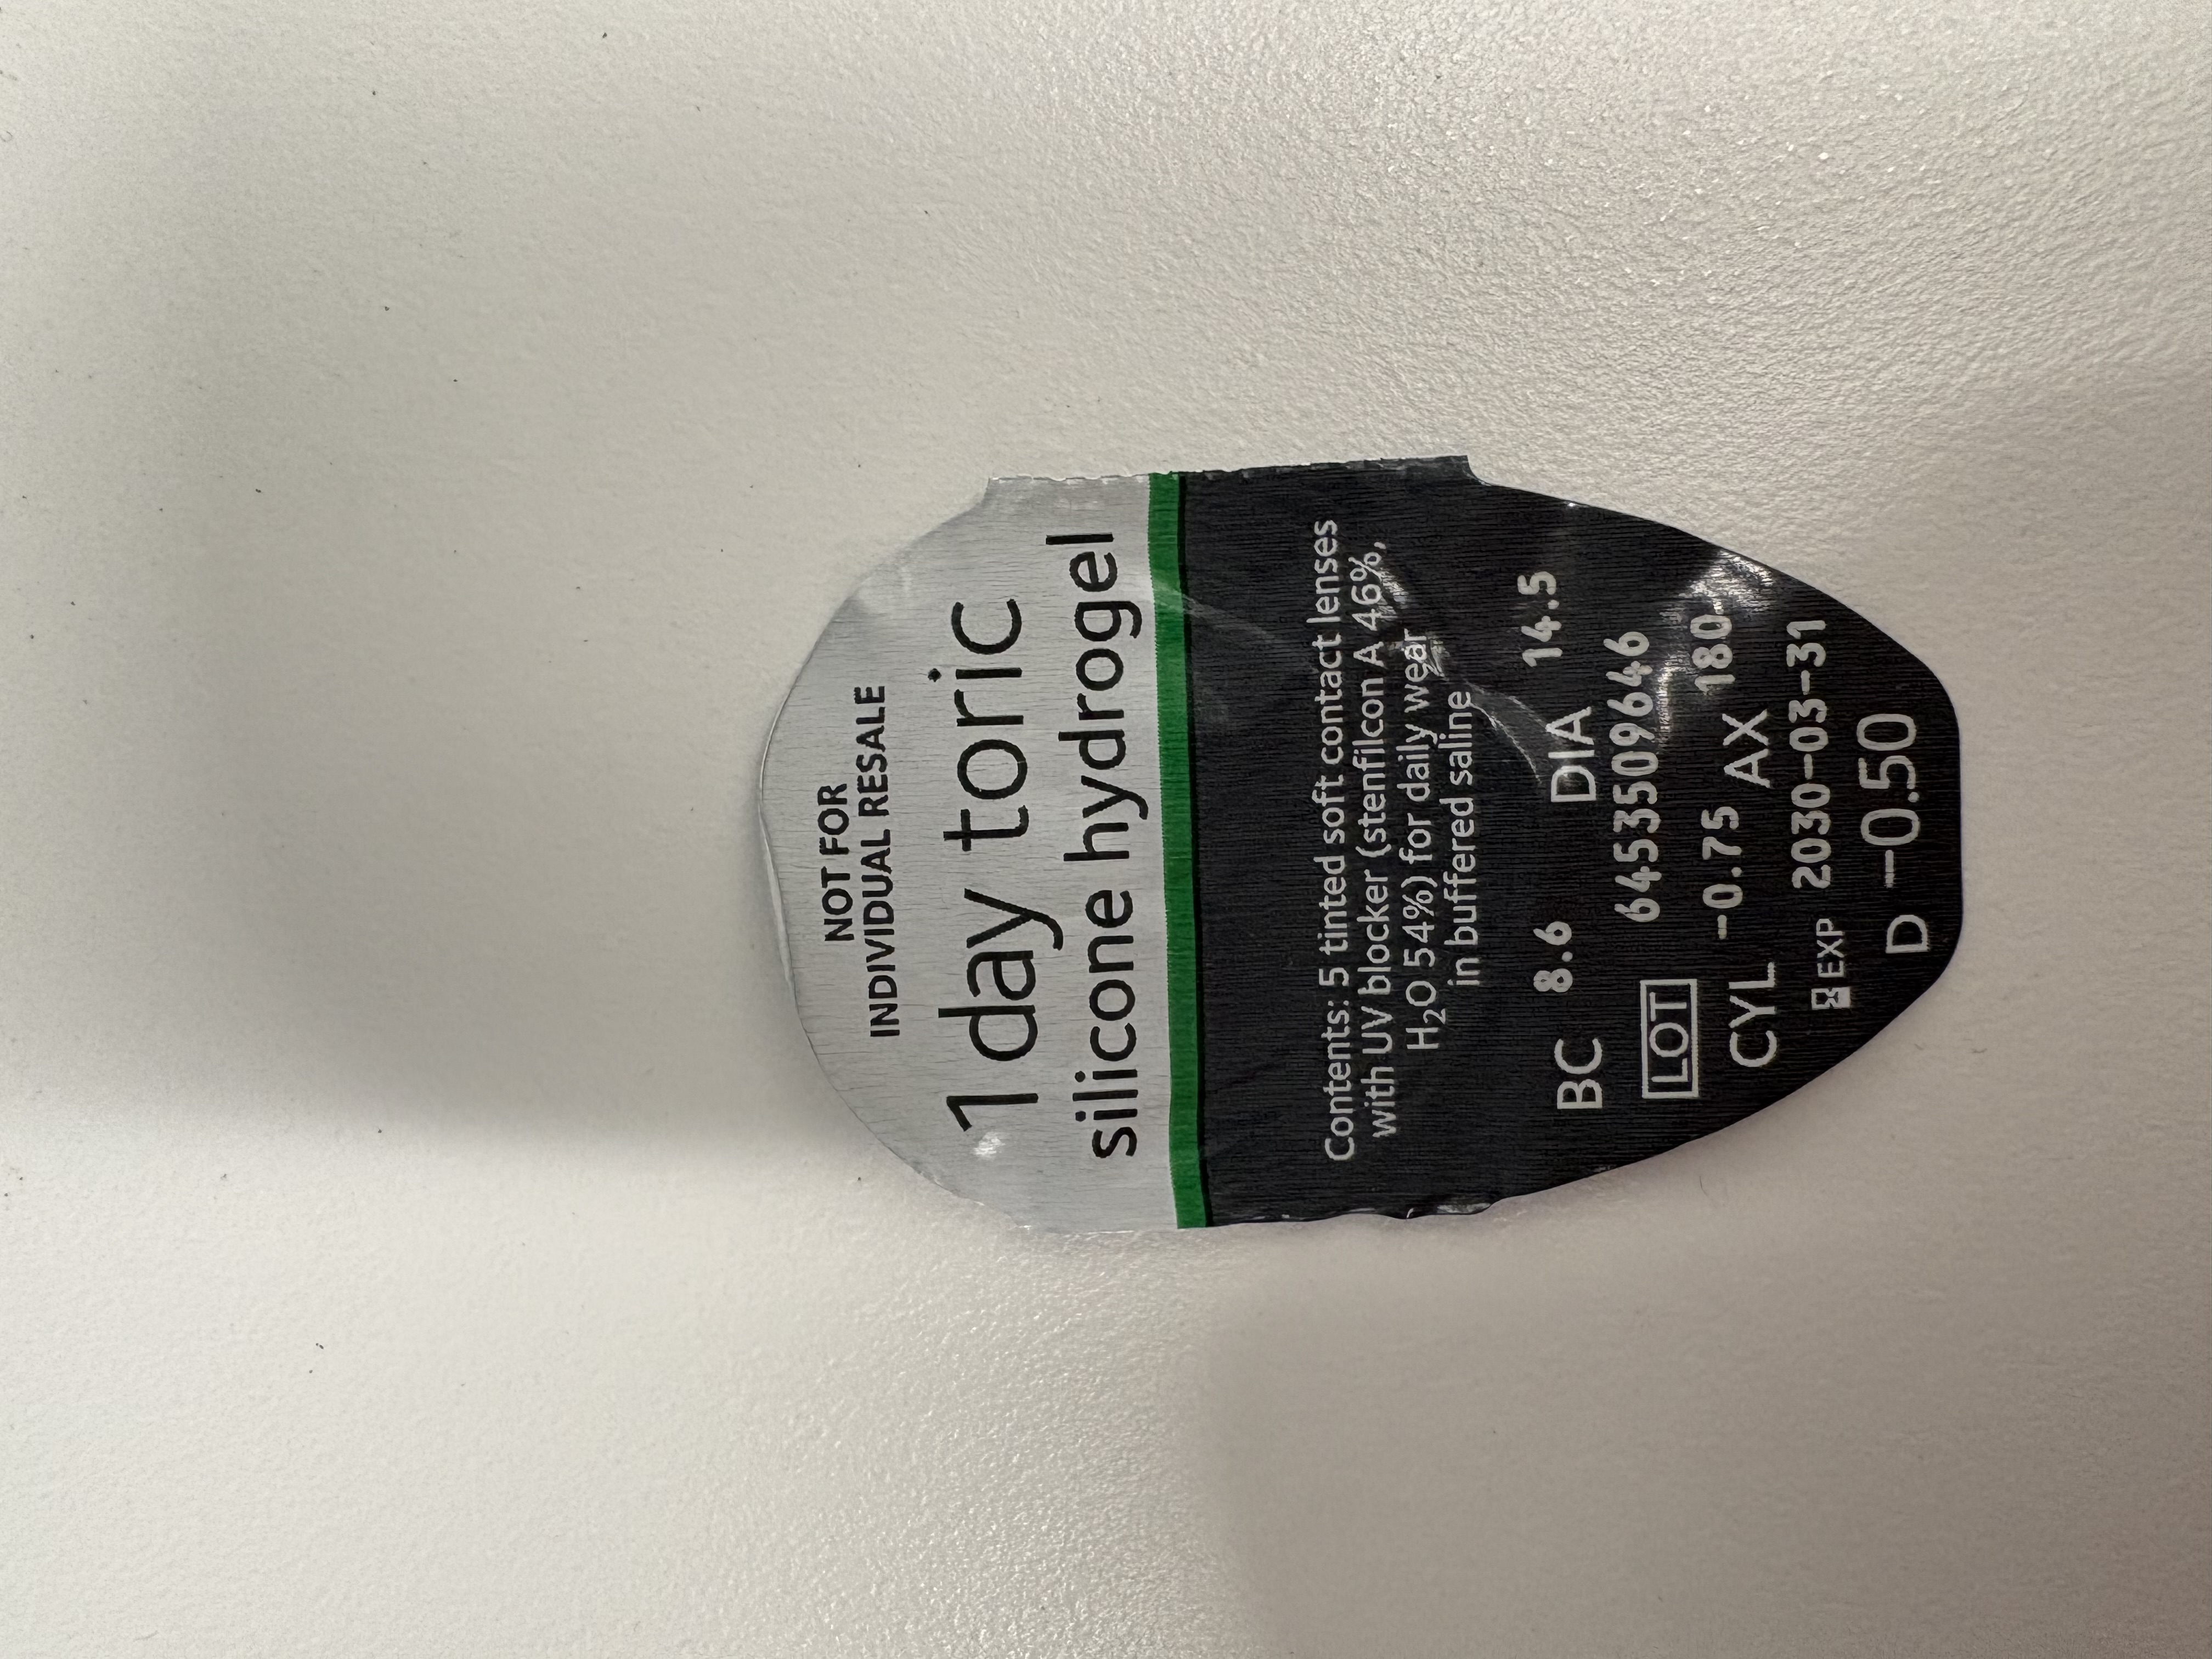 NOT FOR
INDIVIDUAL RESALE
1 day toric
silicone hydrogel
Contents: 5 tinted soft contact lenses
with UV blocker (stenfilcon A 46%,
H₂O 54%) for daily wear
in buffered saline
BC 8.6 DIA 14.5
LOT 6453509646
CYL -0.75 AX 180
EXP 2030-03-31
D -0.50